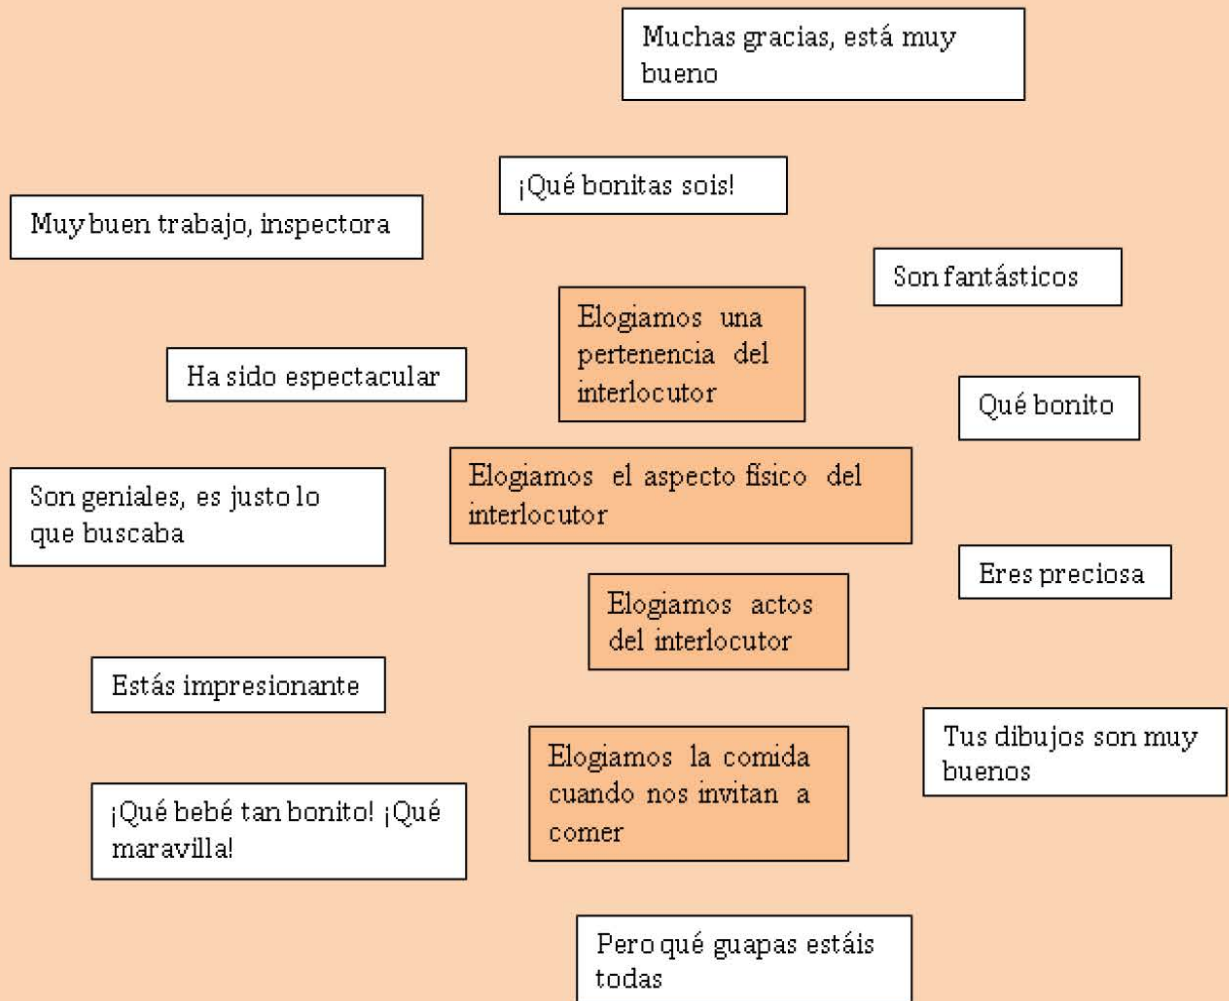 Muchas gracias, está muy
bueno
¡Qué bonitas sois!
Muy buen trabajo, inspectora
Son fantásticos
Elogiamos una
pertenencia del
interlocutor
Ha sido espectacular
Qué bonito
Elogiamos el aspecto físico del
interlocutor
Son geniales, es justo lo
que buscaba
Eres preciosa
Elogiamos actos
del interlocutor
Estás impresionante
Tus dibujos son muy
buenos
Elogiamos la comida
cuando nos invitan a
comer
¡Qué bebé tan bonito! ¡Qué
maravilla!
Pero qué guapas estáis
todas